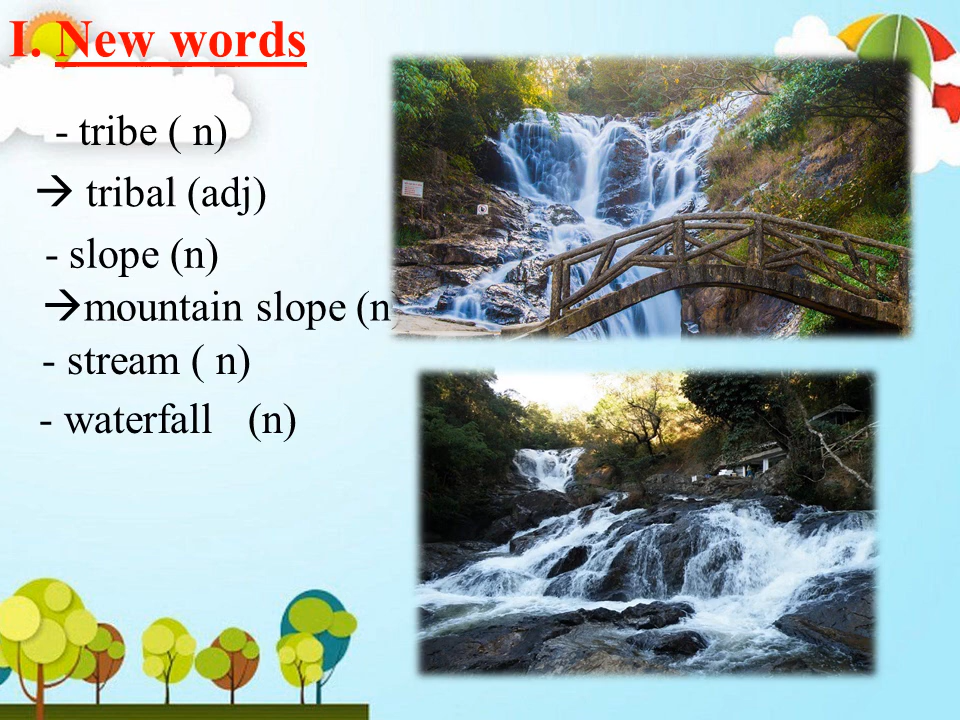 I. New words
- tribe ( n)
→ tribal (adj)
- slope (n)
→mountain slope (n
- stream ( n)
- waterfall (n)